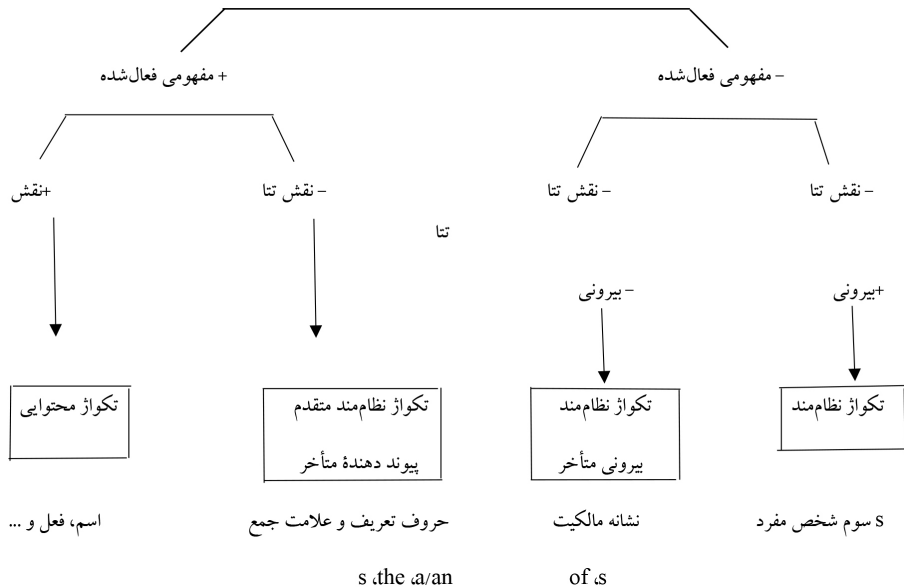 – مفهومی فعال‌شده
+ مفهومی فعال‌شده
– نقش تتا
– نقش تتا
– نقش تتا
+نقش
تتا
+بیرونی
– بیرونی
تکواژ نظام‌مند
تکواژ نظام‌مند
بیرونی متأخر
تکواژ نظام‌مند متقدم
پیوند دهندۀ متأخر
تکواژ محتوایی
s سوم شخص مفرد
نشانه مالکیت
حروف تعریف و علامت جمع
اسم، فعل و ...
of ،s
s ،the ،a/an